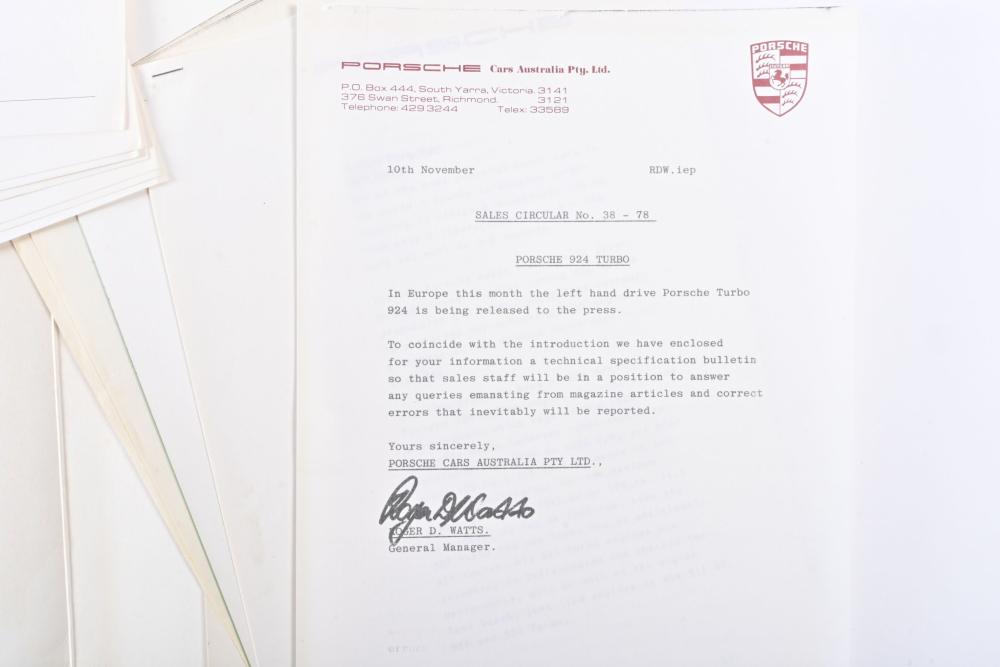 PORSCHE Cars Australia Pty. Ltd.
P.O. Box 444, South Yarra, Victoria. 3141
376 Swan Street, Richmond. 3121
Telephone: 429 3244 Telex: 33589
PORSCHE
10th November RDW.iep
SALES CIRCULAR No. 38 - 78
PORSCHE 924 TURBO
In Europe this month the left hand drive Porsche Turbo
924 is being released to the press.
To coincide with the introduction we have enclosed
for your information a technical specification bulletin
so that sales staff will be in a position to answer
any queries emanating from magazine articles and correct
errors that inevitably will be reported.
Yours sincerely,
PORSCHE CARS AUSTRALIA PTY LTD.,
Roger D Watts
ROGER D. WATTS.
General Manager.